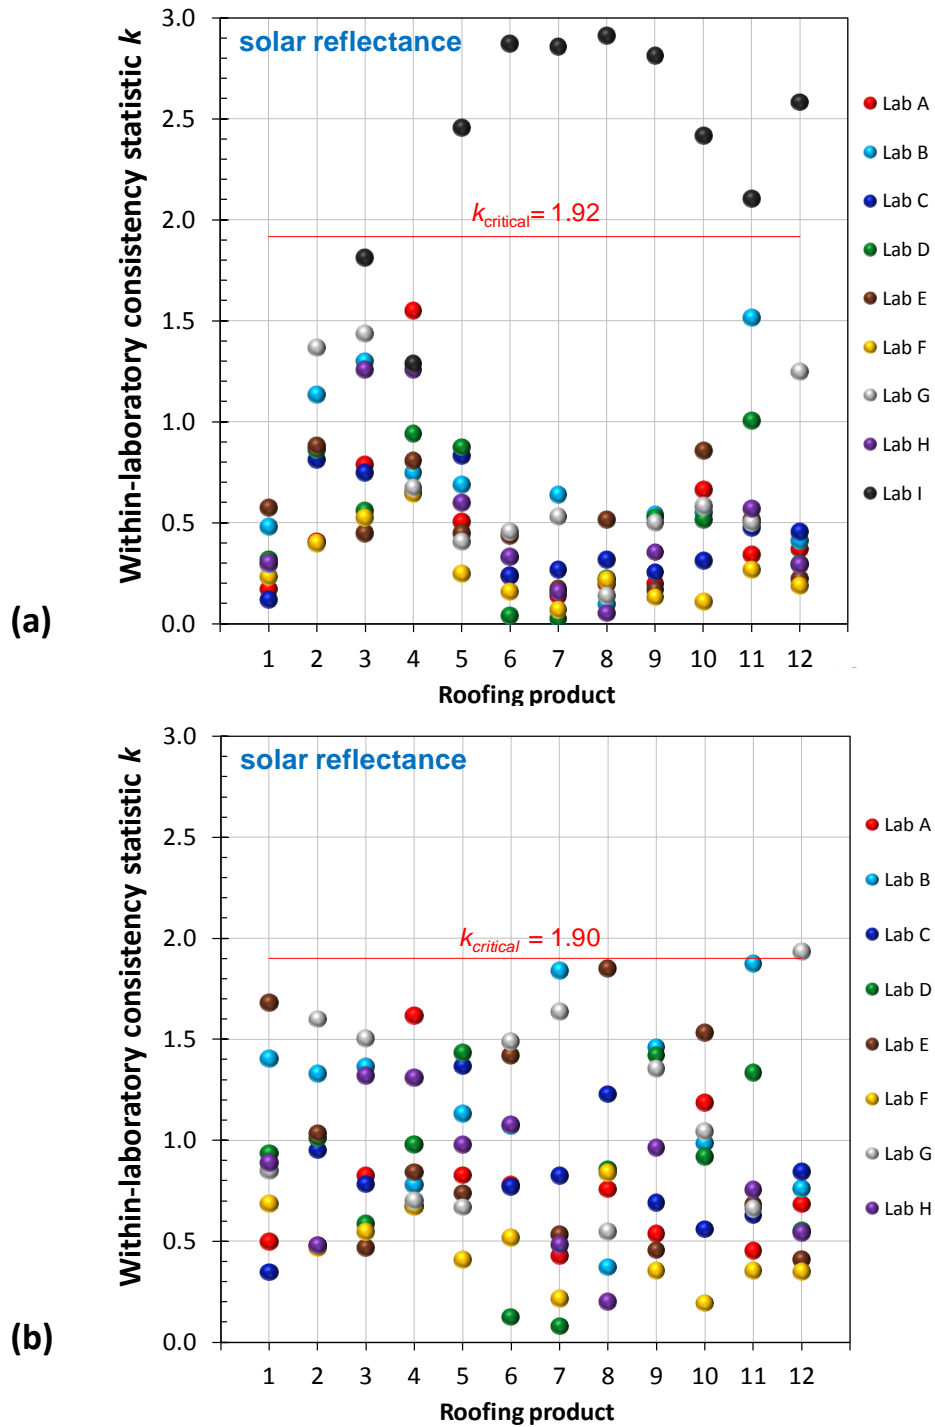 (a)
Within-laboratory consistency statistic k
3.0
2.5
2.0
1.5
1.0
0.5
0.0
solar reflectance
kcritical= 1.92
1 2 3 4 5 6 7 8 9 10 11 12
Roofing product
Lab A
Lab B
Lab C
Lab D
Lab E
Lab F
Lab G
Lab H
Lab I
(b)
Within-laboratory consistency statistic k
3.0
2.5
2.0
1.5
1.0
0.5
0.0
solar reflectance
kcritical = 1.90
1 2 3 4 5 6 7 8 9 10 11 12
Roofing product
Lab A
Lab B
Lab C
Lab D
Lab E
Lab F
Lab G
Lab H